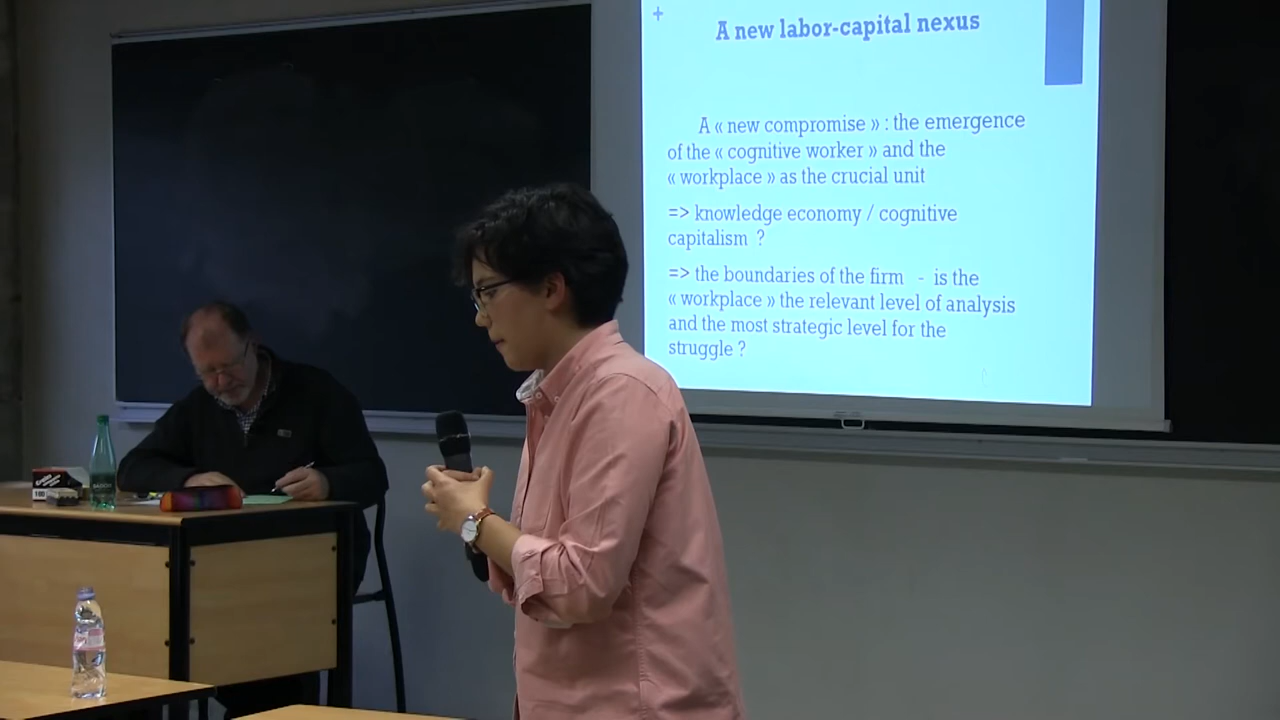 +
A new labor-capital nexus
A « new compromise » : the emergence
of the « cognitive worker » and the
« workplace » as the crucial unit
=> knowledge economy / cognitive
capitalism ?
=> the boundaries of the firm - is the
« workplace » the relevant level of analysis
and the most strategic level for the
struggle ?